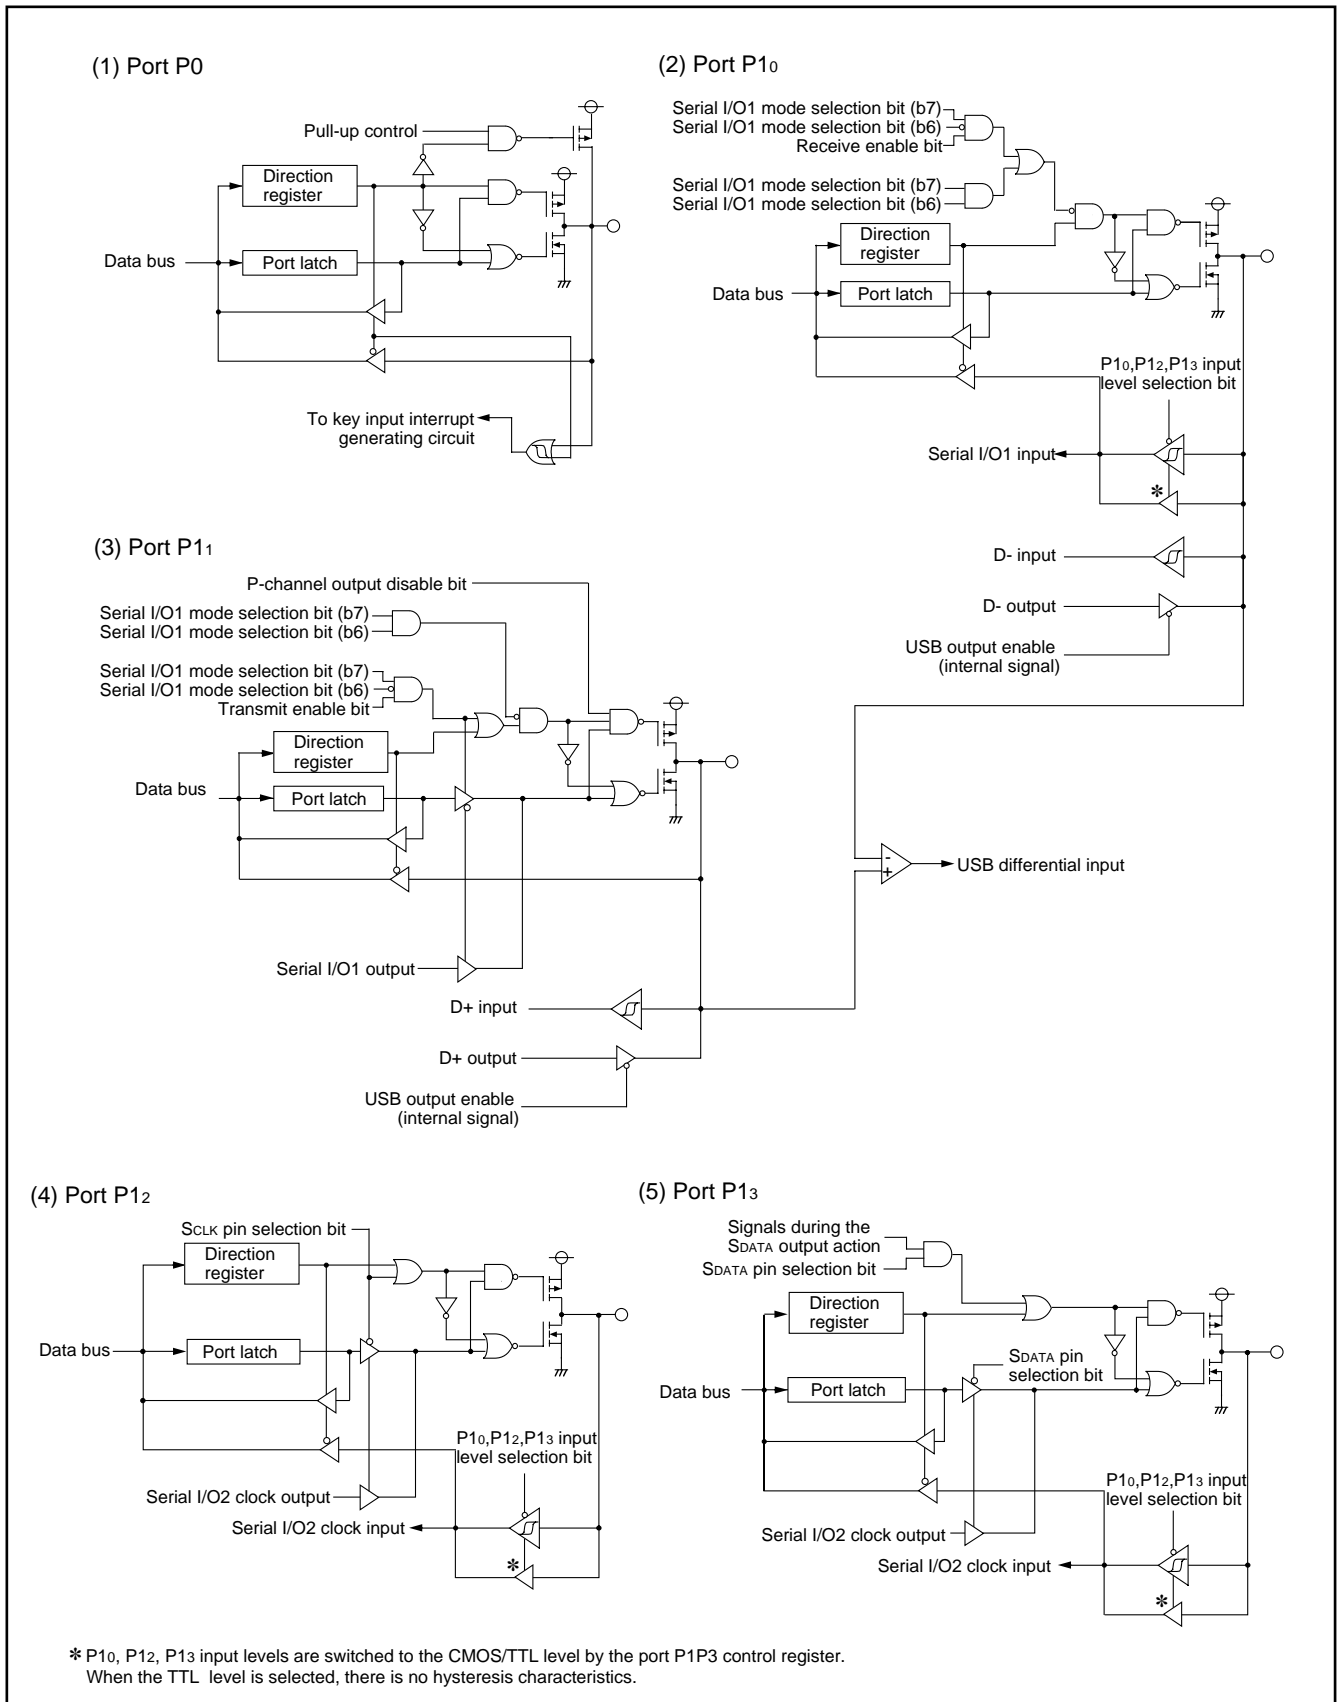 (1) Port P0
Pull-up control
Direction
register
Data bus
Port latch
To key input interrupt
generating circuit
(2) Port P10
Serial I/O1 mode selection bit (b7)
Serial I/O1 mode selection bit (b6)
Receive enable bit
Serial I/O1 mode selection bit (b7)
Serial I/O1 mode selection bit (b6)
Direction
register
Data bus
Port latch
P10,P12,P13 input
level selection bit
Serial I/O1 input
*
D- input
D- output
USB output enable
(internal signal)
(3) Port P11
P-channel output disable bit
Serial I/O1 mode selection bit (b7)
Serial I/O1 mode selection bit (b6)
Serial I/O1 mode selection bit (b7)
Serial I/O1 mode selection bit (b6)
Transmit enable bit
Direction
register
Data bus
Port latch
-
+
USB differential input
Serial I/O1 output
D+ input
D+ output
USB output enable
(internal signal)
(4) Port P12
SCLK pin selection bit
Direction
register
Data bus
Port latch
P10,P12,P13 input
level selection bit
Serial I/O2 clock output
Serial I/O2 clock input
*
(5) Port P13
Signals during the
SDATA output action
SDATA pin selection bit
Direction
register
SDATA pin
selection bit
Data bus
Port latch
P10,P12,P13 input
level selection bit
Serial I/O2 clock output
Serial I/O2 clock input
*
* P10, P12, P13 input levels are switched to the CMOS/TTL level by the port P1P3 control register.
When the TTL level is selected, there is no hysteresis characteristics.